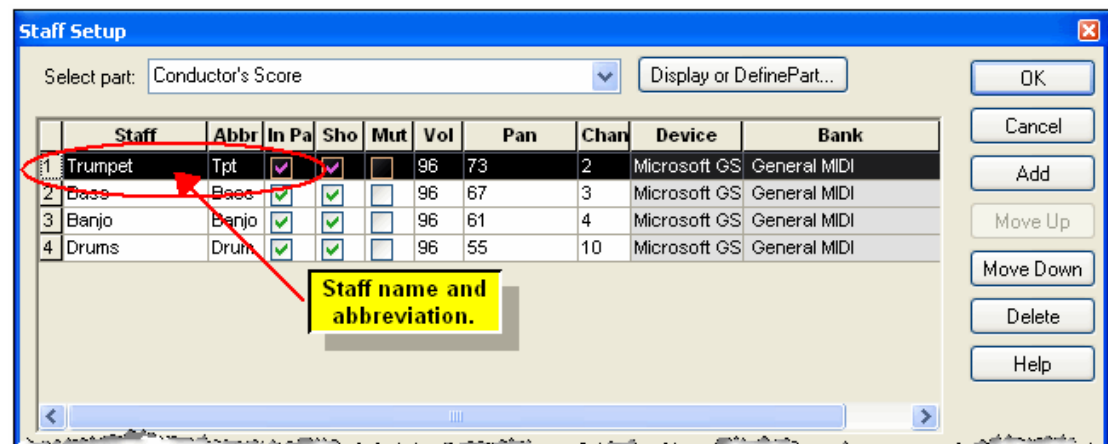 Staff Setup
Select part: Conductor's Score Display or DefinePart...
OK
Cancel
Add
Move Up
Move Down
Delete
Help
Staff Abbr In Pa Sho Mut Vol Pan Chan Device Bank
1 Trumpet Tpt 96 73 2 Microsoft GS General MIDI
2 Bass Bass 96 67 3 Microsoft GS General MIDI
3 Banjo Banjo 96 61 4 Microsoft GS General MIDI
4 Drums Drum 96 55 10 Microsoft GS General MIDI
Staff name and
abbreviation.